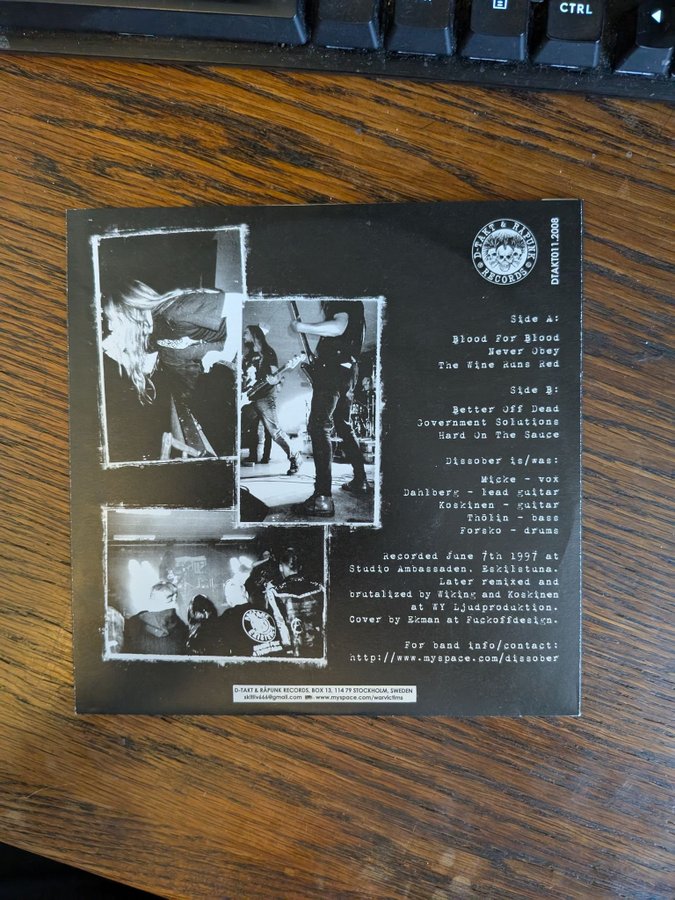 CTRL
D-TAKT & RÅPUNK
RECORDS
DTAKT011.2008
Side A:
Blood For Blood
Never Obey
The Wine Runs Red
Side B:
Better Off Dead
Government Solutions
Hard On The Sauce
Dissober is/was:
Micke - vox
Dahlberg - lead guitar
Koskinen - guitar
Thölin - bass
Forsko - drums
Recorded June 7th 1997 at
Studio Ambassaden, Eskilstuna.
Later remixed and
brutalized by Wiking and Koskinen
at WY Ljudproduktion.
Cover by Ekman at Fuckoffdesign.
For band info/contact:
http://www.myspace.com/dissober
D-TAKT & RÅPUNK RECORDS, BOX 13, 114 79 STOCKHOLM, SWEDEN
www.myspace.com/warvictims